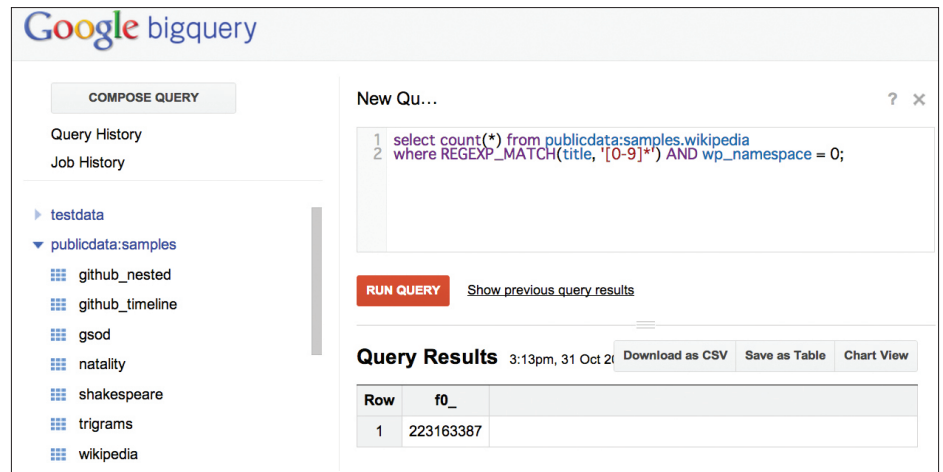 Google bigquery
COMPOSE QUERY
Query History
Job History
testdata
publicdata:samples
github_nested
github_timeline
gsod
natality
shakespeare
trigrams
wikipedia
New Qu...
? ×
1 select count(*) from publicdata:samples.wikipedia
2 where REGEXP_MATCH(title, '[0-9]*') AND wp_namespace = 0;
RUN QUERY Show previous query results
Query Results 3:13pm, 31 Oct 20 Download as CSV Save as Table Chart View
Row f0_
1 223163387